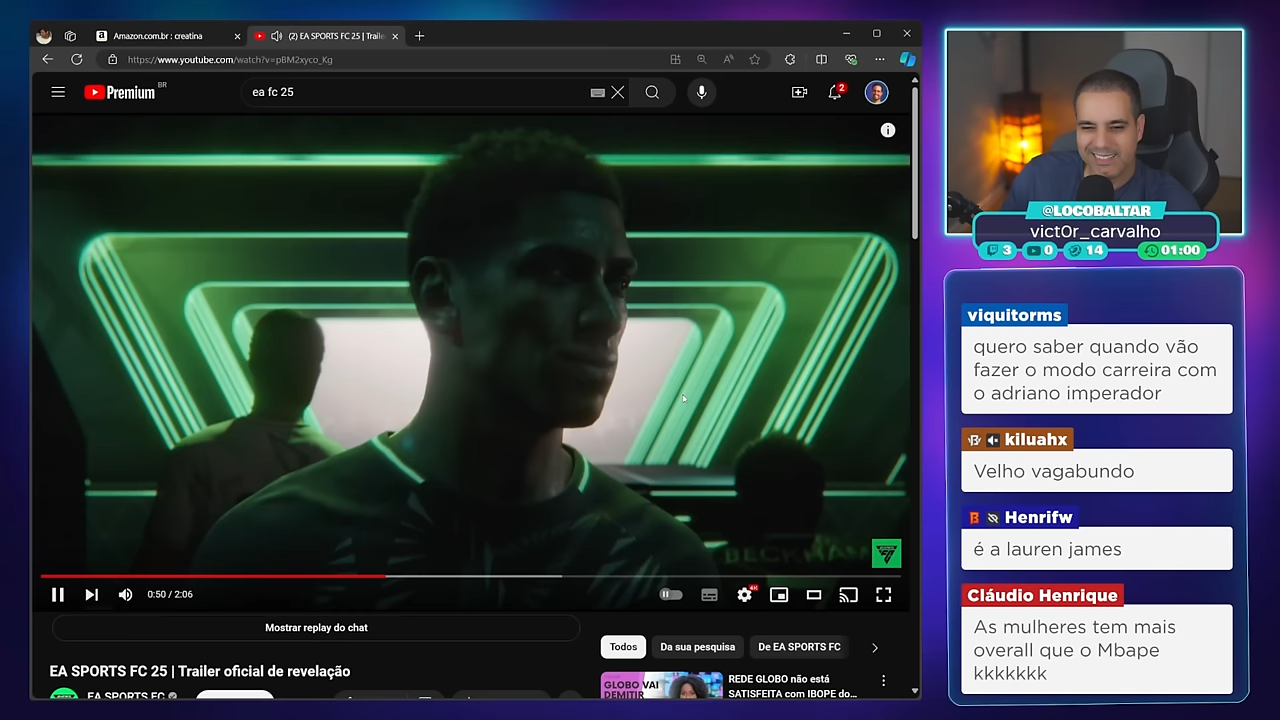 Amazon.com.br : creatina
(2) EA SPORTS FC 25 | Traile
https://www.youtube.com/watch?v=pBM2xyco_Kg
Premium BR
ea fc 25
2
BECKHAM
0:50 / 2:06
Mostrar replay do chat
EA SPORTS FC 25 | Trailer oficial de revelação
EA SPORTS FC
Todos
Da sua pesquisa
De EA SPORTS FC
GLOBO VAI
DEMITIR
REDE GLOBO não está
SATISFEITA com IBOPE do...
@LOCOBALTAR
vict0r_carvalho
3
0
14
01:00
viquitorms
quero saber quando vão
fazer o modo carreira com
o adriano imperador
kiluahx
Velho vagabundo
Henrifw
é a lauren james
Cláudio Henrique
As mulheres tem mais
overall que o Mbape
kkkkkkk